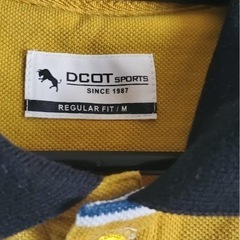 DCOT SPORTS
SINCE 1987
REGULAR FIT / M